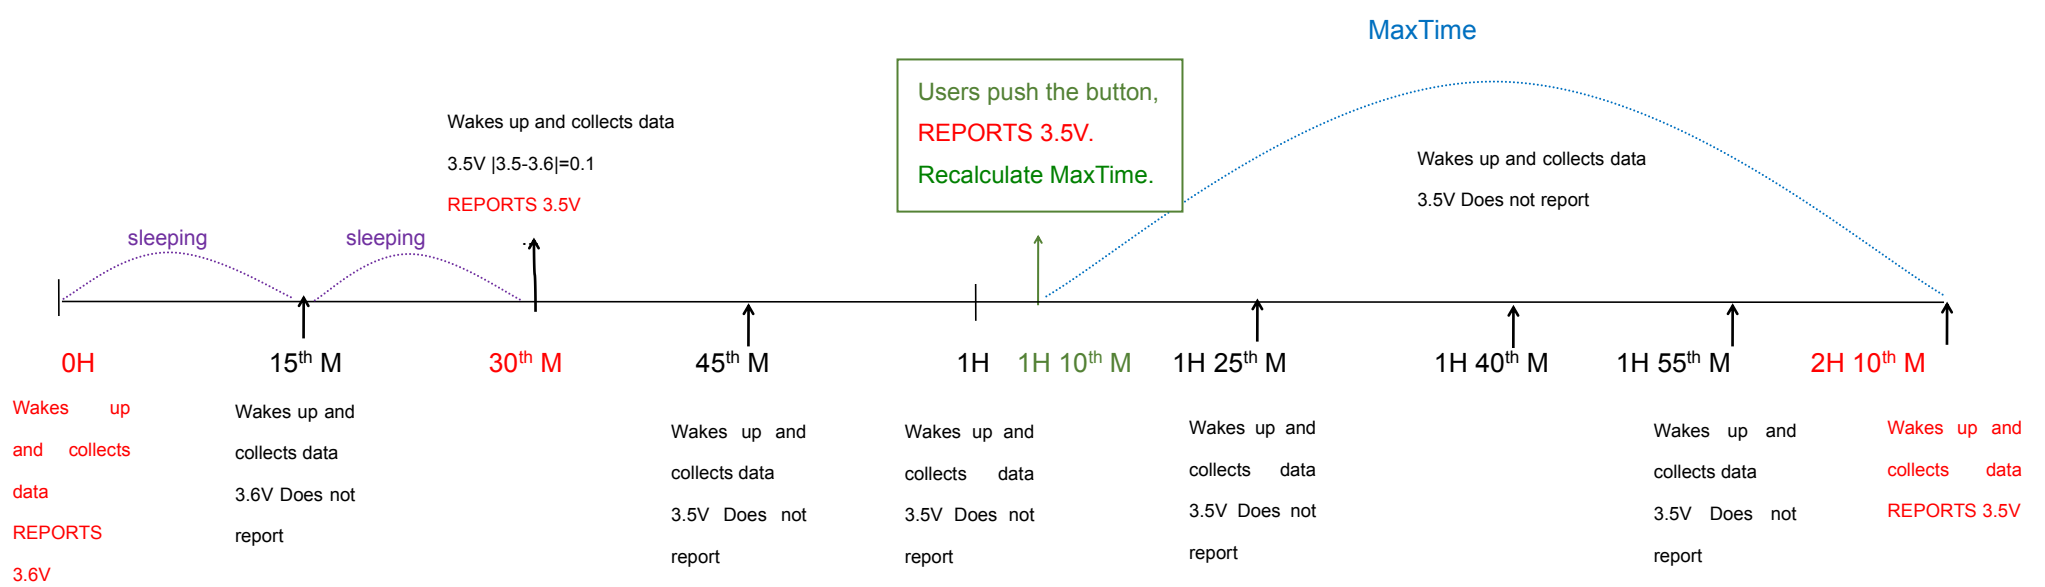 MaxTime
Users push the button,
REPORTS 3.5V.
Recalculate MaxTime.
Wakes up and collects data
3.5V |3.5-3.6|=0.1
REPORTS 3.5V
Wakes up and collects data
3.5V Does not report
sleeping
sleeping
0H
15th M
30th M
45th M
1H
1H 10th M
1H 25th M
1H 40th M
1H 55th M
2H 10th M
Wakes up
and collects
data
REPORTS
3.6V
Wakes up and
collects data
3.6V Does not
report
Wakes up and
collects data
3.5V Does not
report
Wakes up and
collects data
3.5V Does not
report
Wakes up and
collects data
3.5V Does not
report
Wakes up and
collects data
3.5V Does not
report
Wakes up and
collects data
REPORTS 3.5V